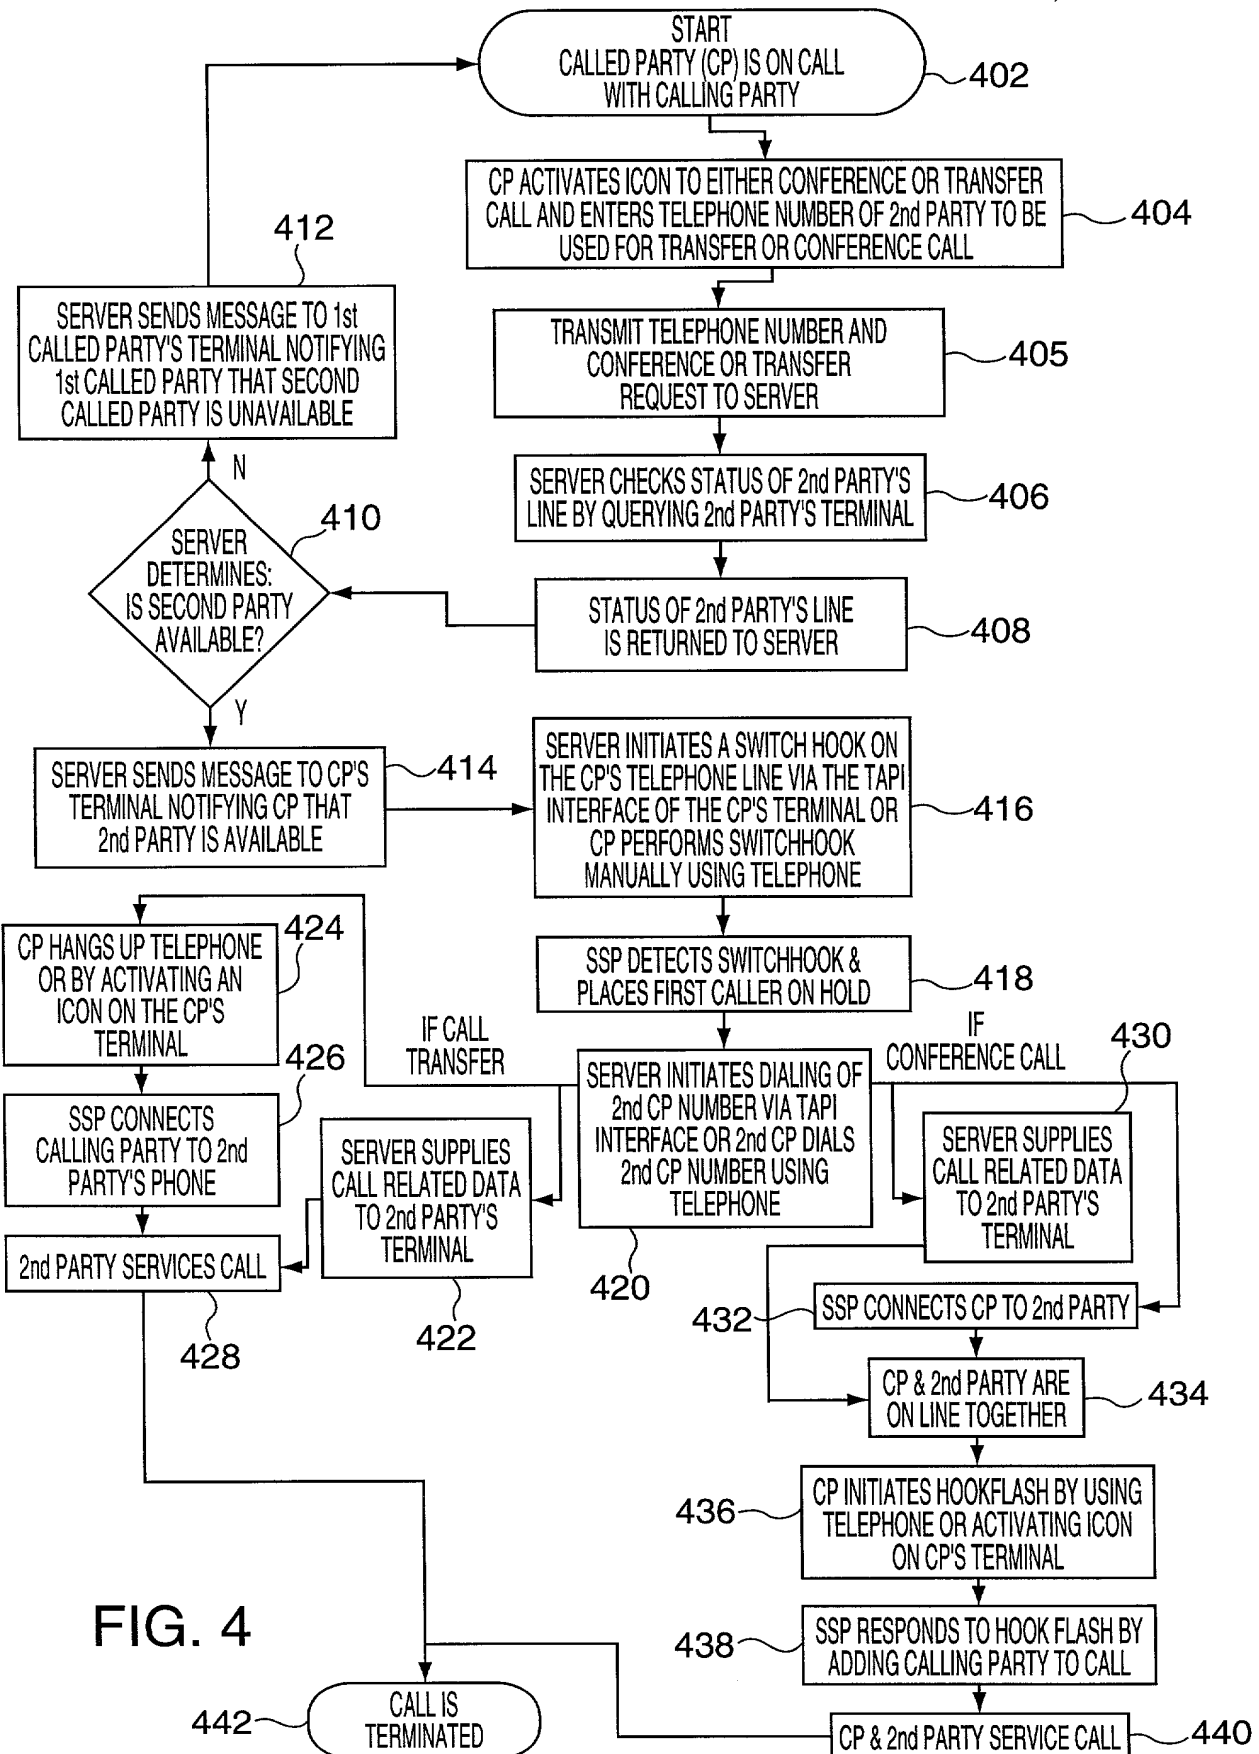 START
CALLED PARTY (CP) IS ON CALL
WITH CALLING PARTY
402
CP ACTIVATES ICON TO EITHER CONFERENCE OR TRANSFER
CALL AND ENTERS TELEPHONE NUMBER OF 2nd PARTY TO BE
USED FOR TRANSFER OR CONFERENCE CALL
404
TRANSMIT TELEPHONE NUMBER AND
CONFERENCE OR TRANSFER
REQUEST TO SERVER
405
SERVER CHECKS STATUS OF 2nd PARTY'S
LINE BY QUERYING 2nd PARTY'S TERMINAL
406
STATUS OF 2nd PARTY'S LINE
IS RETURNED TO SERVER
408
SERVER
DETERMINES:
IS SECOND PARTY
AVAILABLE?
410
N
412
SERVER SENDS MESSAGE TO 1st
CALLED PARTY'S TERMINAL NOTIFYING
1st CALLED PARTY THAT SECOND
CALLED PARTY IS UNAVAILABLE
Y
SERVER SENDS MESSAGE TO CP'S
TERMINAL NOTIFYING CP THAT
2nd PARTY IS AVAILABLE
414
SERVER INITIATES A SWITCH HOOK ON
THE CP'S TELEPHONE LINE VIA THE TAPI
INTERFACE OF THE CP'S TERMINAL OR
CP PERFORMS SWITCHHOOK
MANUALLY USING TELEPHONE
416
SSP DETECTS SWITCHHOOK &
PLACES FIRST CALLER ON HOLD
418
SERVER INITIATES DIALING OF
2nd CP NUMBER VIA TAPI
INTERFACE OR 2nd CP DIALS
2nd CP NUMBER USING
TELEPHONE
420
IF CALL
TRANSFER
SERVER SUPPLIES
CALL RELATED DATA
TO 2nd PARTY'S
TERMINAL
422
CP HANGS UP TELEPHONE
OR BY ACTIVATING AN
ICON ON THE CP'S
TERMINAL
424
SSP CONNECTS
CALLING PARTY TO 2nd
PARTY'S PHONE
426
2nd PARTY SERVICES CALL
428
IF
CONFERENCE CALL
430
SERVER SUPPLIES
CALL RELATED DATA
TO 2nd PARTY'S
TERMINAL
432
SSP CONNECTS CP TO 2nd PARTY
CP & 2nd PARTY ARE
ON LINE TOGETHER
434
436
CP INITIATES HOOKFLASH BY USING
TELEPHONE OR ACTIVATING ICON
ON CP'S TERMINAL
438
SSP RESPONDS TO HOOK FLASH BY
ADDING CALLING PARTY TO CALL
CP & 2nd PARTY SERVICE CALL
440
442
CALL IS
TERMINATED
FIG. 4